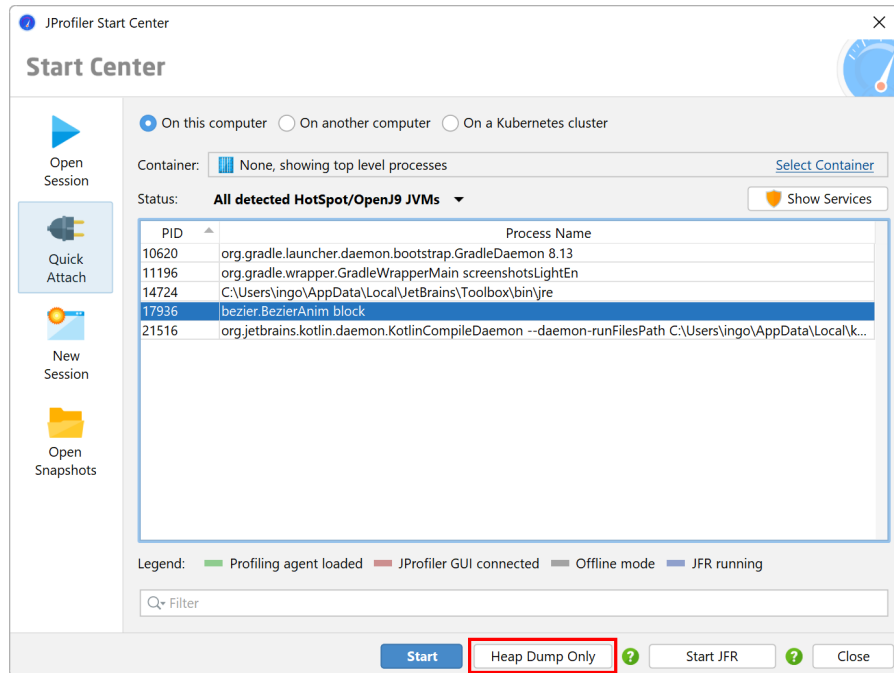 JProfiler Start Center
Start Center
Open
Session
Quick
Attach
New
Session
Open
Snapshots
On this computer On another computer On a Kubernetes cluster
Container: None, showing top level processes Select Container
Status: All detected HotSpot/OpenJ9 JVMs Show Services
PID Process Name
10620 org.gradle.launcher.daemon.bootstrap.GradleDaemon 8.13
11196 org.gradle.wrapper.GradleWrapperMain screenshotsLightEn
14724 C:\Users\ingo\AppData\Local\JetBrains\Toolbox\bin\jre
17936 bezier.BezierAnim block
21516 org.jetbrains.kotlin.daemon.KotlinCompileDaemon --daemon-runFilesPath C:\Users\ingo\AppData\Local\k...
Legend: Profiling agent loaded JProfiler GUI connected Offline mode JFR running
Filter
Start Heap Dump Only ? Start JFR ? Close